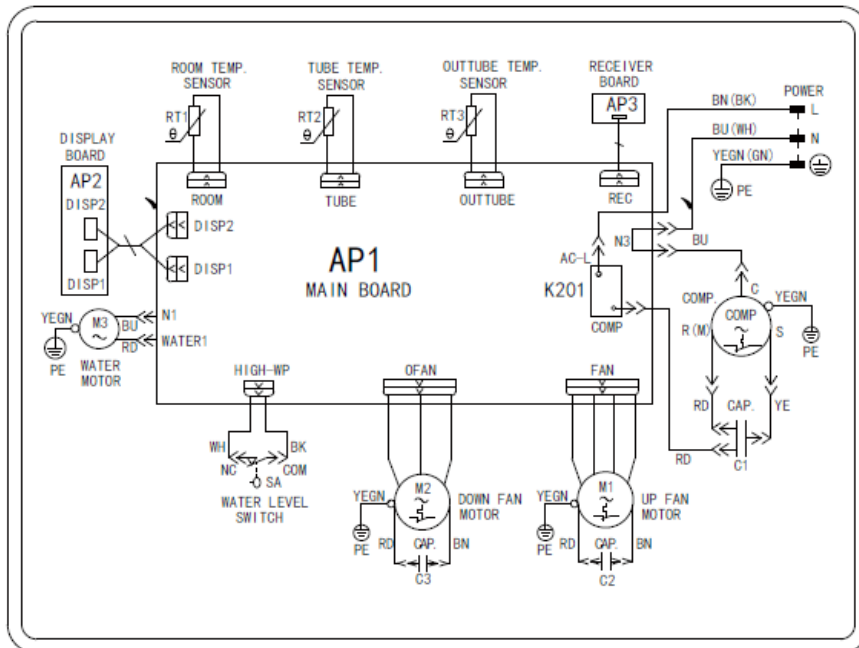 ROOM TEMP.
SENSOR
TUBE TEMP.
SENSOR
OUTTUBE TEMP.
SENSOR
RECEIVER
BOARD
POWER
RT1
θ
RT2
θ
RT3
θ
AP3
BN(BK)
L
BU(WH)
N
YEGN(GN)
PE
DISPLAY
BOARD
AP2
DISP2
DISP1
ROOM
TUBE
OUTTUBE
REC
DISP2
DISP1
AP1
MAIN BOARD
N3
BU
AC-L
K201
COMP
C
COMP.
YEGN
COMP
~
R(M)
S
PE
YEGN
M3
~
BU
RD
N1
WATER1
PE
WATER
MOTOR
HIGH-WP
OFAN
FAN
RD
CAP.
YE
RD
C1
WH
BK
NC
COM
SA
WATER LEVEL
SWITCH
YEGN
M2
~
DOWN FAN
MOTOR
YEGN
M1
~
UP FAN
MOTOR
PE
RD
CAP.
BN
C3
PE
RD
CAP.
BN
C2